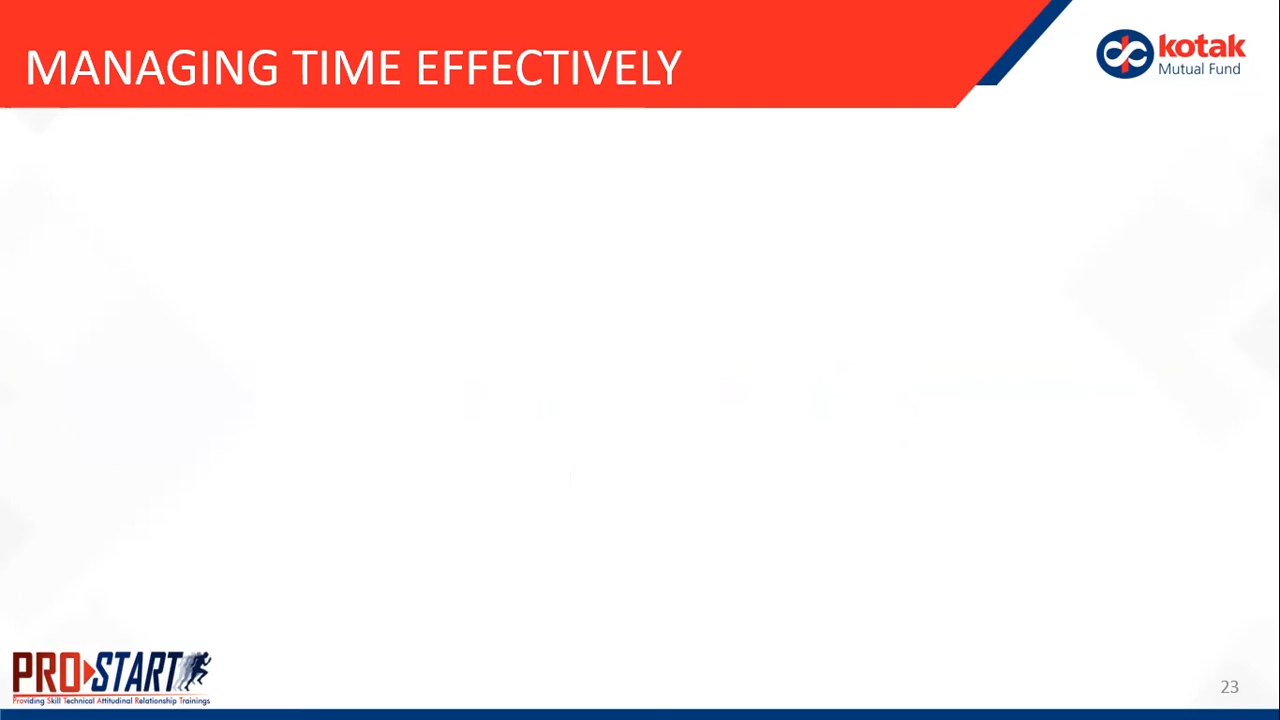 MANAGING TIME EFFECTIVELY
kotak
Mutual Fund
PRO START
Providing Skill Technical Attitudinal Relationship Trainings
23